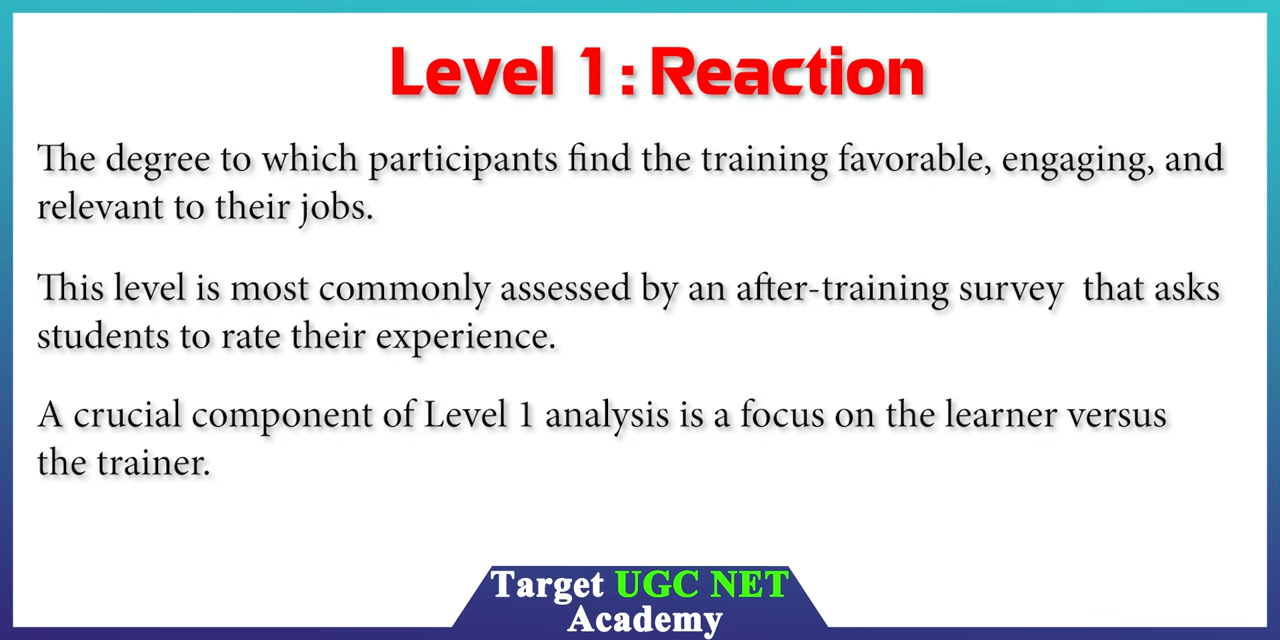 Level 1: Reaction
The degree to which participants find the training favorable, engaging, and
relevant to their jobs.
This level is most commonly assessed by an after-training survey that asks
students to rate their experience.
A crucial component of Level 1 analysis is a focus on the learner versus
the trainer.
Target UGC NET
Academy